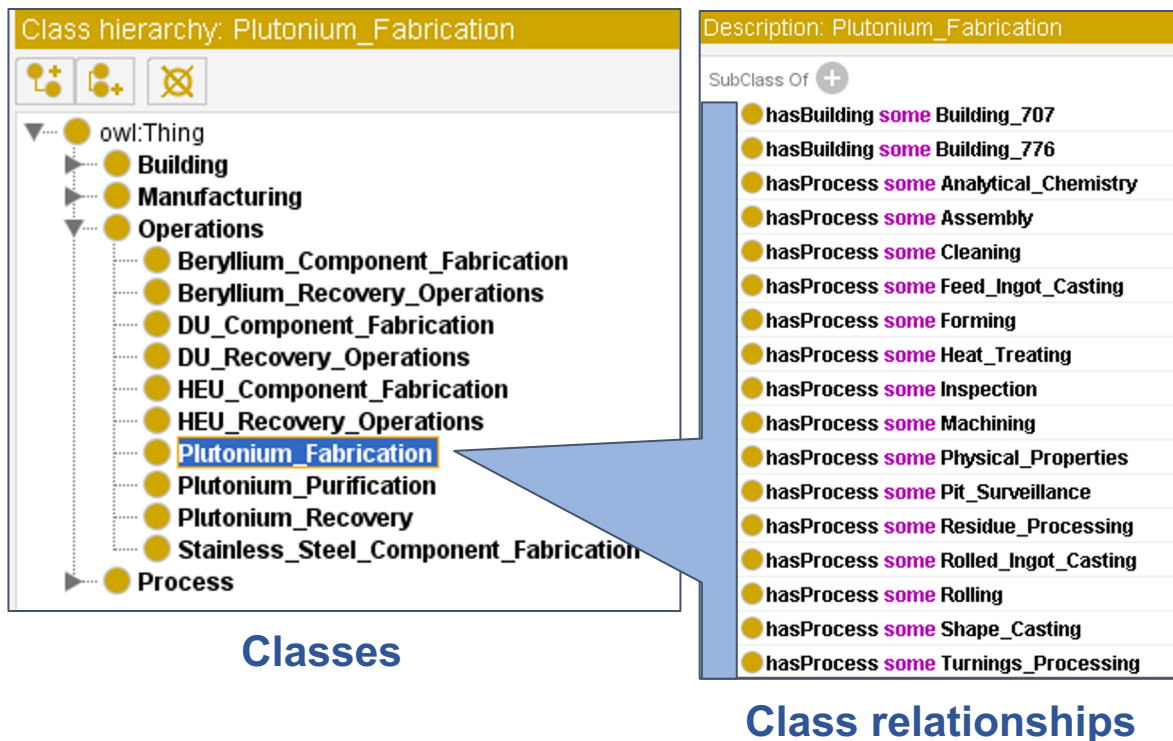 Class hierarchy: Plutonium_Fabrication
owl:Thing
Building
Manufacturing
Operations
Beryllium_Component_Fabrication
Beryllium_Recovery_Operations
DU_Component_Fabrication
DU_Recovery_Operations
HEU_Component_Fabrication
HEU_Recovery_Operations
Plutonium_Fabrication
Plutonium_Purification
Plutonium_Recovery
Stainless_Steel_Component_Fabrication
Process
Classes
Description: Plutonium_Fabrication
SubClass Of
hasBuilding some Building_707
hasBuilding some Building_776
hasProcess some Analytical_Chemistry
hasProcess some Assembly
hasProcess some Cleaning
hasProcess some Feed_Ingot_Casting
hasProcess some Forming
hasProcess some Heat_Treating
hasProcess some Inspection
hasProcess some Machining
hasProcess some Physical_Properties
hasProcess some Pit_Surveillance
hasProcess some Residue_Processing
hasProcess some Rolled_Ingot_Casting
hasProcess some Rolling
hasProcess some Shape_Casting
hasProcess some Turnings_Processing
Class relationships